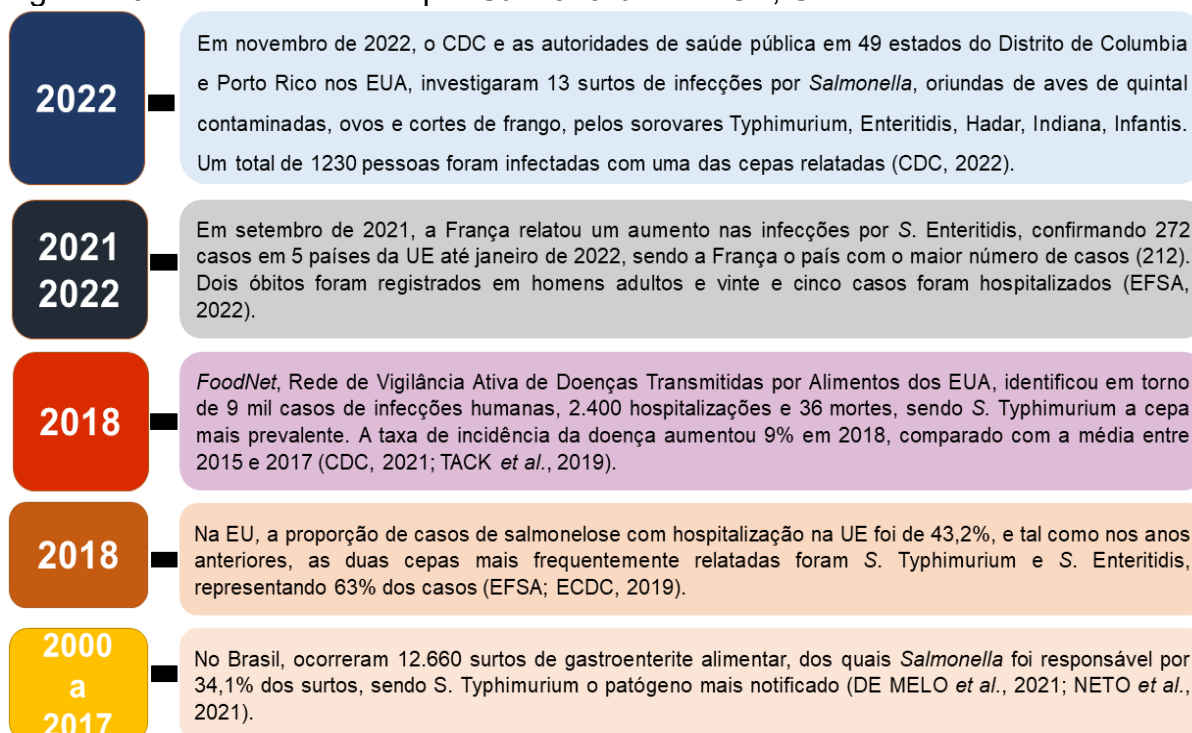 2022
Em novembro de 2022, o CDC e as autoridades de saúde pública em 49 estados do Distrito de Columbia
e Porto Rico nos EUA, investigaram 13 surtos de infecções por Salmonella, oriundas de aves de quintal
contaminadas, ovos e cortes de frango, pelos sorovares Typhimurium, Enteritidis, Hadar, Indiana, Infantis.
Um total de 1230 pessoas foram infectadas com uma das cepas relatadas (CDC, 2022).
2021
2022
Em setembro de 2021, a França relatou um aumento nas infecções por S. Enteritidis, confirmando 272
casos em 5 países da UE até janeiro de 2022, sendo a França o país com o maior número de casos (212).
Dois óbitos foram registrados em homens adultos e vinte e cinco casos foram hospitalizados (EFSA,
2022).
2018
FoodNet, Rede de Vigilância Ativa de Doenças Transmitidas por Alimentos dos EUA, identificou em torno
de 9 mil casos de infecções humanas, 2.400 hospitalizações e 36 mortes, sendo S. Typhimurium a cepa
mais prevalente. A taxa de incidência da doença aumentou 9% em 2018, comparado com a média entre
2015 e 2017 (CDC, 2021; TACK et al., 2019).
2018
Na EU, a proporção de casos de salmonelose com hospitalização na UE foi de 43,2%, e tal como nos anos
anteriores, as duas cepas mais frequentemente relatadas foram S. Typhimurium e S. Enteritidis,
representando 63% dos casos (EFSA; ECDC, 2019).
2000
a
2017
No Brasil, ocorreram 12.660 surtos de gastroenterite alimentar, dos quais Salmonella foi responsável por
34,1% dos surtos, sendo S. Typhimurium o patógeno mais notificado (DE MELO et al., 2021; NETO et al.,
2021).